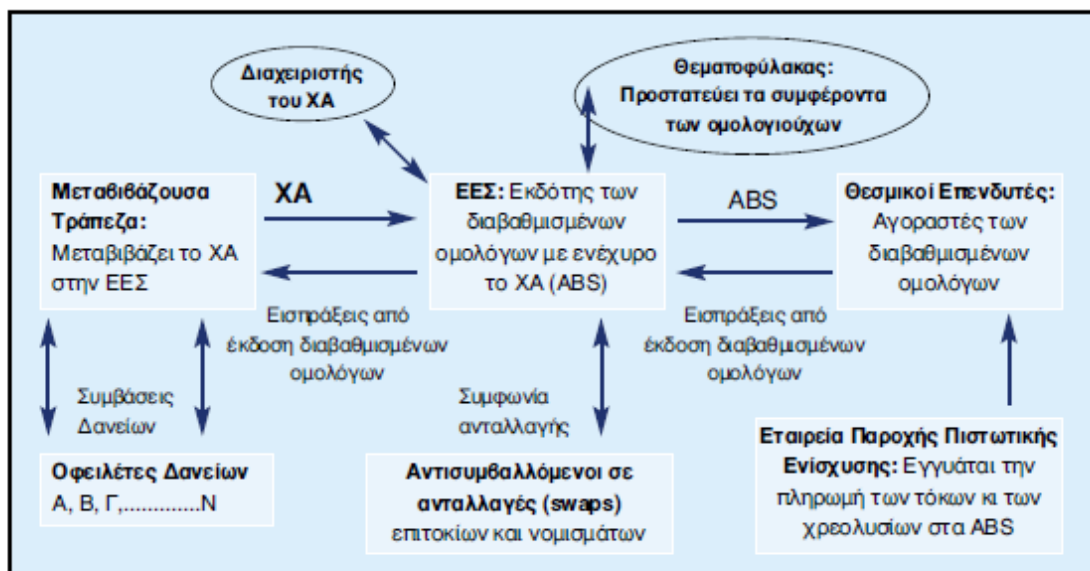 Διαχειριστής
του ΧΑ
Θεματοφύλακας:
Προστατεύει τα συμφέροντα
των ομολογιούχων
Μεταβιβάζουσα
Τράπεζα:
Μεταβιβάζει το ΧΑ
στην ΕΕΣ
ΧΑ
ΕΕΣ: Εκδότης των
διαβαθμισμένων
ομολόγων με ενέχυρο
το ΧΑ (ABS)
ABS
Θεσμικοί Επενδυτές:
Αγοραστές των
διαβαθμισμένων
ομολόγων
Εισπράξεις από
έκδοση διαβαθμισμένων
ομολόγων
Εισπράξεις από
έκδοση διαβαθμισμένων
ομολόγων
Συμβάσεις
Δανείων
Συμφωνία
ανταλλαγής
Οφειλέτες Δανείων
Α, Β, Γ,.............Ν
Αντισυμβαλλόμενοι σε
ανταλλαγές (swaps)
επιτοκίων και νομισμάτων
Εταιρεία Παροχής Πιστωτικής
Ενίσχυσης: Εγγυάται την
πληρωμή των τόκων κι των
χρεολυσίων στα ABS